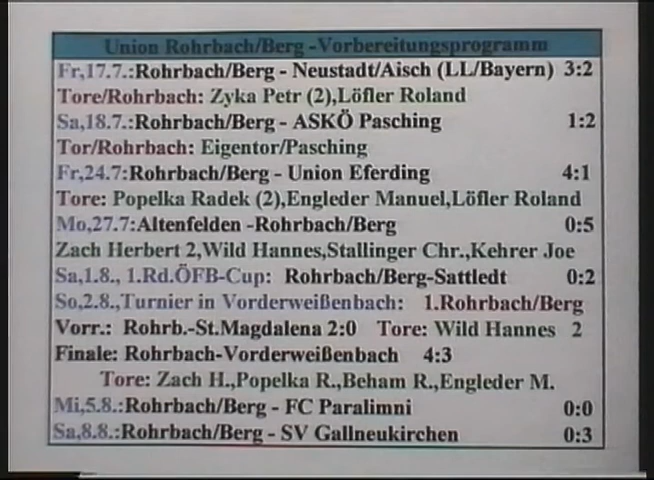 Union Rohrbach/Berg -Vorbereitungsprogramm
Fr,17.7.:Rohrbach/Berg - Neustadt/Aisch (LL/Bayern) 3:2
Tore/Rohrbach: Zyka Petr (2),Löfler Roland
Sa,18.7.:Rohrbach/Berg - ASKÖ Pasching 1:2
Tor/Rohrbach: Eigentor/Pasching
Fr,24.7:Rohrbach/Berg - Union Eferding 4:1
Tore: Popelka Radek (2),Engleder Manuel,Löfler Roland
Mo,27.7:Altenfelden -Rohrbach/Berg 0:5
Zach Herbert 2,Wild Hannes,Stallinger Chr.,Kehrer Joe
Sa,1.8., 1.Rd.ÖFB-Cup: Rohrbach/Berg-Sattledt 0:2
So,2.8.,Turnier in Vorderweißenbach: 1.Rohrbach/Berg
Vorr.: Rohrb.-St.Magdalena 2:0 Tore: Wild Hannes 2
Finale: Rohrbach-Vorderweißenbach 4:3
Tore: Zach H.,Popelka R.,Beham R.,Engleder M.
Mi,5.8.:Rohrbach/Berg - FC Paralimni 0:0
Sa,8.8.:Rohrbach/Berg - SV Gallneukirchen 0:3